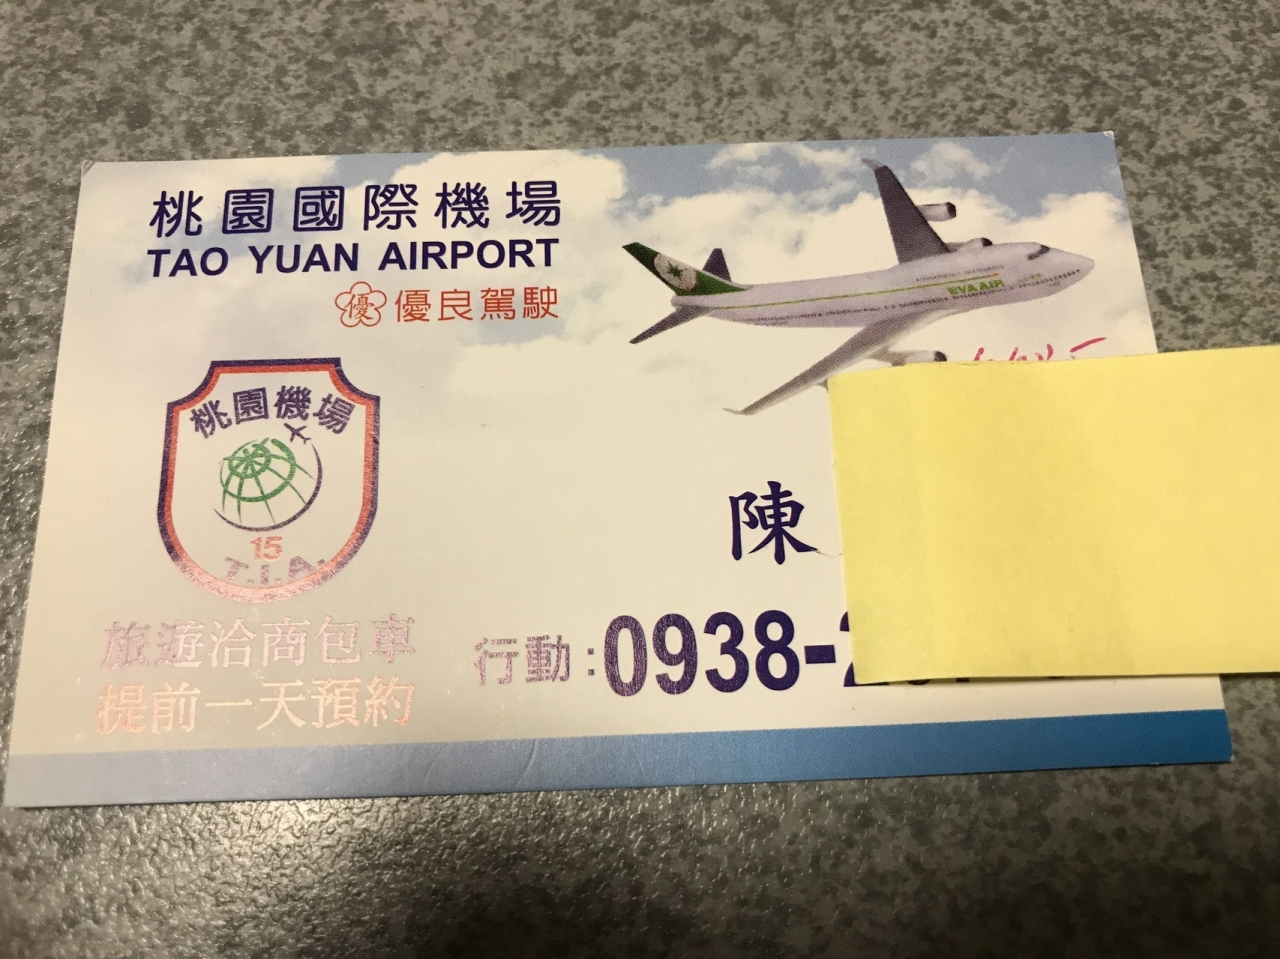 桃園國際機場
TAO YUAN AIRPORT
優 優良駕駛
EVA AIR
桃園機場
15
T.I.A.
陳
行動:0938-
旅遊洽商包車
提前一天預約